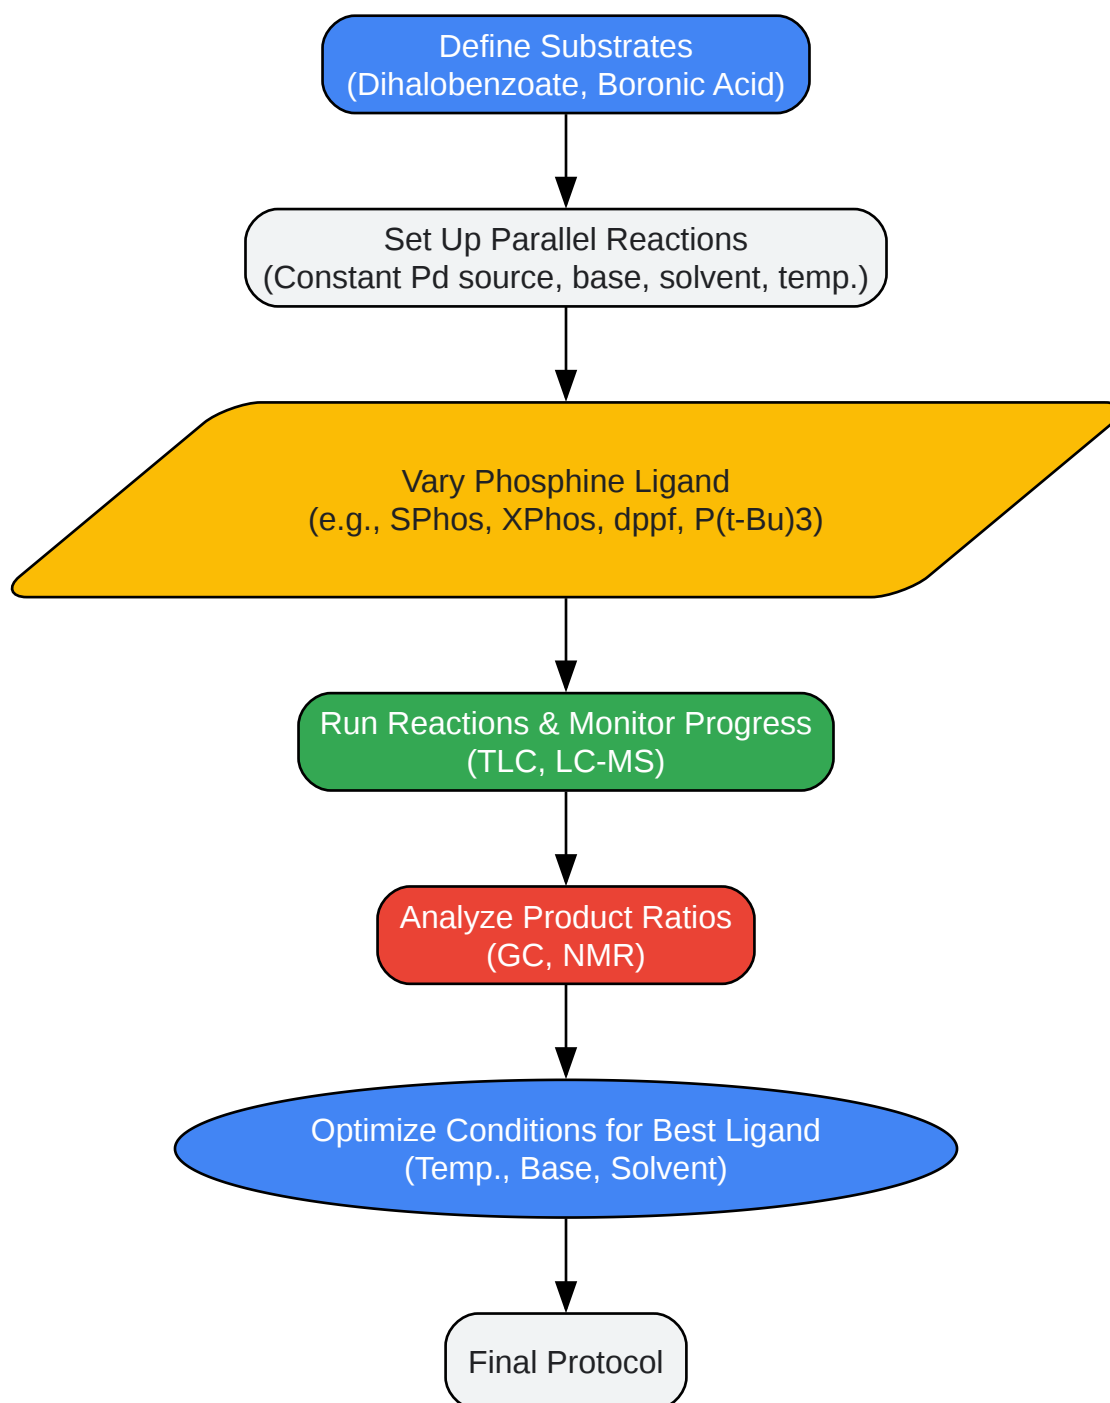 Define Substrates
(Dihalobenzoate, Boronic Acid)
Set Up Parallel Reactions
(Constant Pd source, base, solvent, temp.)
Vary Phosphine Ligand
(e.g., SPhos, XPhos, dppf, P(t-Bu)3)
Run Reactions & Monitor Progress
(TLC, LC-MS)
Analyze Product Ratios
(GC, NMR)
Optimize Conditions for Best Ligand
(Temp., Base, Solvent)
Final Protocol